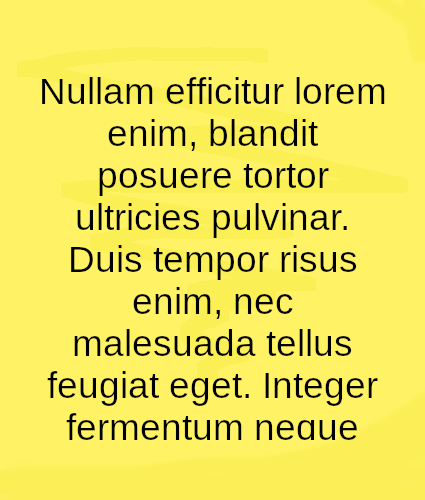 Nullam efficitur lorem
enim, blandit
posuere tortor
ultricies pulvinar.
Duis tempor risus
enim, nec
malesuada tellus
feugiat eget. Integer
fermentum neque